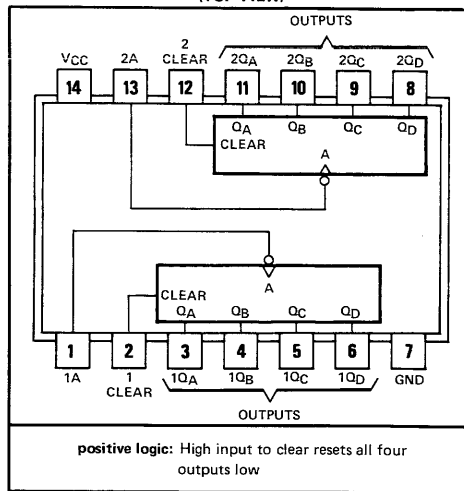 (TOP VIEW)
OUTPUTS
2
VCC 2A CLEAR 2QA 2QB 2QC 2QD
14 13 12 11 10 9 8
QA QB QC QD
CLEAR
A
A
CLEAR
QA QB QC QD
1 2 3 4 5 6 7
1A 1 1QA 1QB 1QC 1QD GND
CLEAR
OUTPUTS
positive logic: High input to clear resets all four
outputs low